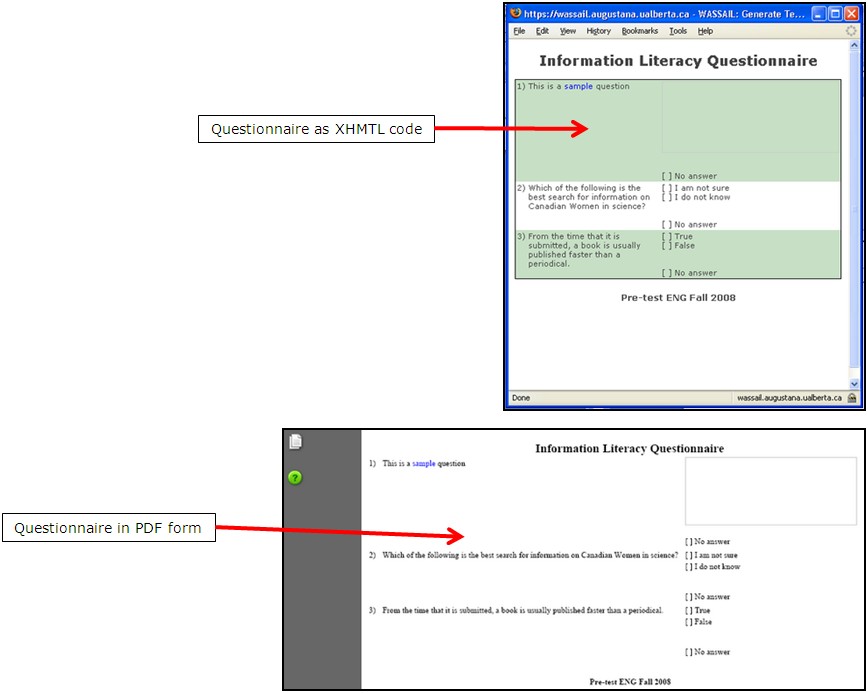 https://wassail.augustana.ualberta.ca - WASSAIL: Generate Te...
File Edit View History Bookmarks Tools Help
Information Literacy Questionnaire
1) This is a sample question
[ ] No answer
2) Which of the following is the
best search for information on
Canadian Women in science?
[ ] I am not sure
[ ] I do not know
[ ] No answer
3) From the time that it is
submitted, a book is usually
published faster than a
periodical.
[ ] True
[ ] False
[ ] No answer
Pre-test ENG Fall 2008
Done wassail.augustana.ualberta.ca
Questionnaire as XHMTL code
Information Literacy Questionnaire
1) This is a sample question
[ ] No answer
2) Which of the following is the best search for information on Canadian Women in science?
[ ] I am not sure
[ ] I do not know
[ ] No answer
3) From the time that it is submitted, a book is usually published faster than a periodical.
[ ] True
[ ] False
[ ] No answer
Pre-test ENG Fall 2008
Questionnaire in PDF form